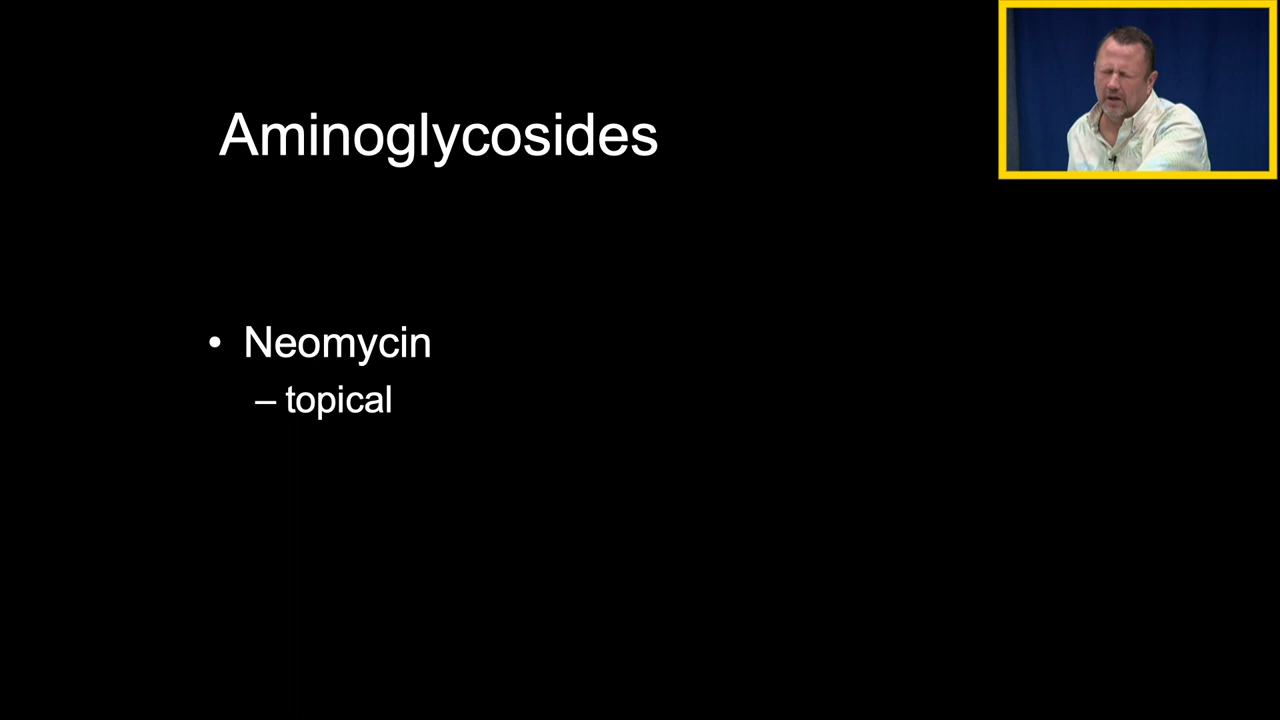 Aminoglycosides
• Neomycin
– topical